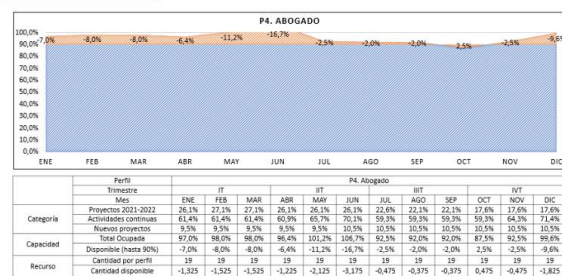 P4. ABOGADO
100,0%
90,0%
80,0%
70,0%
60,0%
50,0%
40,0%
30,0%
20,0%
10,0%
0,0%
-7,0% -8,0% -8,0% -6,4% -11,2% -16,7% -2,5% -2,0% -2,0% 2,5% -2,5% -9,6%
ENE FEB MAR ABR MAY JUN JUL AGO SEP OCT NOV DIC
Perfil P4. Abogado
Trimestre IT IIT IIIT IVT
Mes ENE FEB MAR ABR MAY JUN JUL AGO SEP OCT NOV DIC
Categoría Proyectos 2021-2022 26,1% 27,1% 27,1% 26,1% 26,1% 26,1% 22,6% 22,1% 22,1% 17,6% 17,6% 17,6%
Actividades continuas 61,4% 61,4% 61,4% 60,9% 65,7% 70,1% 59,3% 59,3% 59,3% 59,3% 64,3% 71,4%
Nuevos proyectos 9,5% 9,5% 9,5% 9,5% 9,5% 10,5% 10,5% 10,5% 10,5% 10,5% 10,5% 10,5%
Capacidad Total Ocupada 97,0% 98,0% 98,0% 96,4% 101,2% 106,7% 92,5% 92,0% 92,0% 87,5% 92,5% 99,6%
Disponible (hasta 90%) -7,0% -8,0% -8,0% -6,4% -11,2% -16,7% -2,5% -2,0% -2,0% 2,5% -2,5% -9,6%
Recurso Cantidad por perfil 19 19 19 19 19 19 19 19 19 19 19 19
Cantidad disponible -1,325 -1,525 -1,525 -1,225 -2,125 -3,175 -0,475 -0,375 -0,375 0,475 -0,475 -1,825